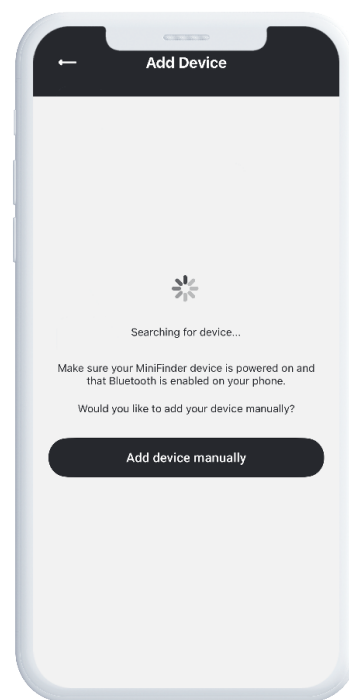 Add Device
Searching for device...
Make sure your MiniFinder device is powered on and
that Bluetooth is enabled on your phone.
Would you like to add your device manually?
Add device manually